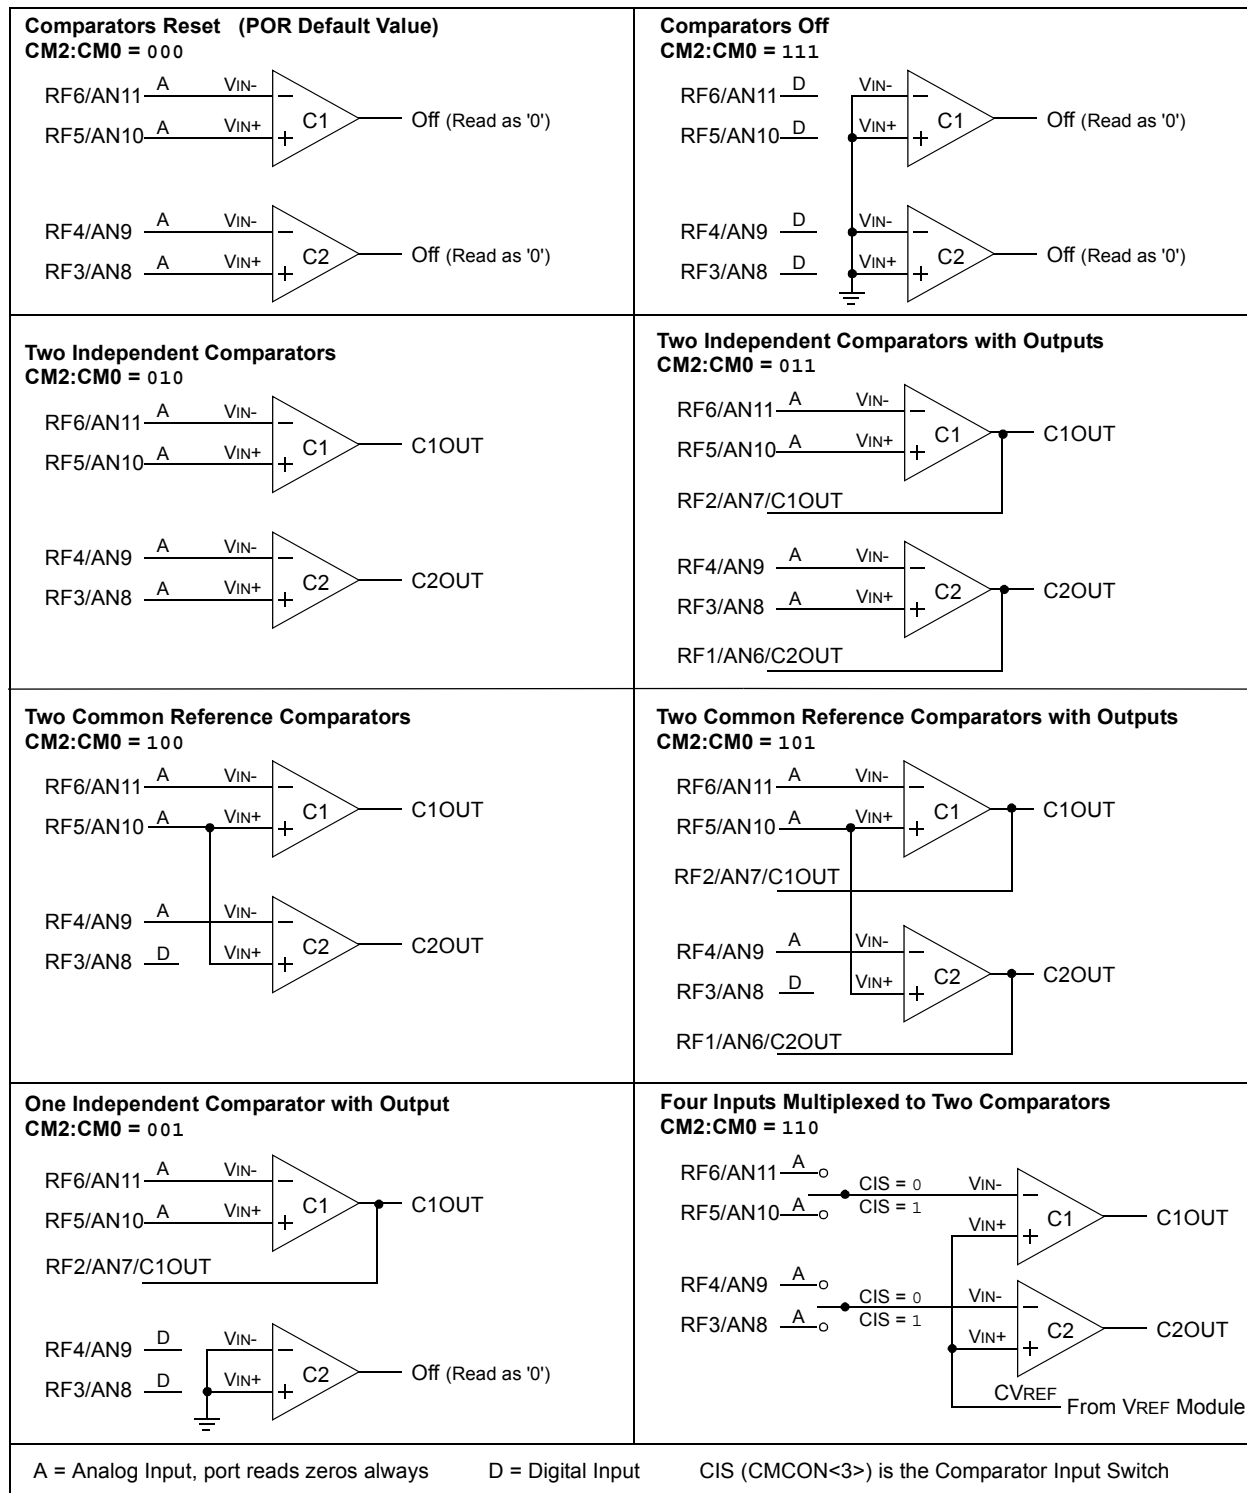 Comparators Reset (POR Default Value)
CM2:CM0 = 000
RF6/AN11 A VIN-
RF5/AN10 A VIN+
C1
Off (Read as '0')
RF4/AN9 A VIN-
RF3/AN8 A VIN+
C2
Off (Read as '0')
Comparators Off
CM2:CM0 = 111
RF6/AN11 D VIN-
RF5/AN10 D VIN+
C1
Off (Read as '0')
RF4/AN9 D VIN-
RF3/AN8 D VIN+
C2
Off (Read as '0')
Two Independent Comparators
CM2:CM0 = 010
RF6/AN11 A VIN-
RF5/AN10 A VIN+
C1
C1OUT
RF4/AN9 A VIN-
RF3/AN8 A VIN+
C2
C2OUT
Two Independent Comparators with Outputs
CM2:CM0 = 011
RF6/AN11 A VIN-
RF5/AN10 A VIN+
C1
C1OUT
RF2/AN7/C1OUT
RF4/AN9 A VIN-
RF3/AN8 A VIN+
C2
C2OUT
RF1/AN6/C2OUT
Two Common Reference Comparators
CM2:CM0 = 100
RF6/AN11 A VIN-
RF5/AN10 A VIN+
C1
C1OUT
RF4/AN9 A VIN-
RF3/AN8 D VIN+
C2
C2OUT
Two Common Reference Comparators with Outputs
CM2:CM0 = 101
RF6/AN11 A VIN-
RF5/AN10 A VIN+
C1
C1OUT
RF2/AN7/C1OUT
RF4/AN9 A VIN-
RF3/AN8 D VIN+
C2
C2OUT
RF1/AN6/C2OUT
One Independent Comparator with Output
CM2:CM0 = 001
RF6/AN11 A VIN-
RF5/AN10 A VIN+
C1
C1OUT
RF2/AN7/C1OUT
RF4/AN9 D VIN-
RF3/AN8 D VIN+
C2
Off (Read as '0')
Four Inputs Multiplexed to Two Comparators
CM2:CM0 = 110
RF6/AN11 A
CIS = 0 VIN-
RF5/AN10 A CIS = 1
VIN+
C1
C1OUT
RF4/AN9 A
CIS = 0 VIN-
RF3/AN8 A CIS = 1
VIN+
C2
C2OUT
CVREF
From VREF Module
A = Analog Input, port reads zeros always D = Digital Input CIS (CMCON<3>) is the Comparator Input Switch